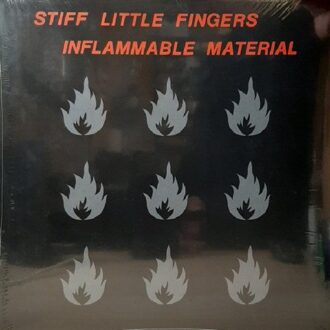 STIFF LITTLE FINGERS
INFLAMMABLE MATERIAL